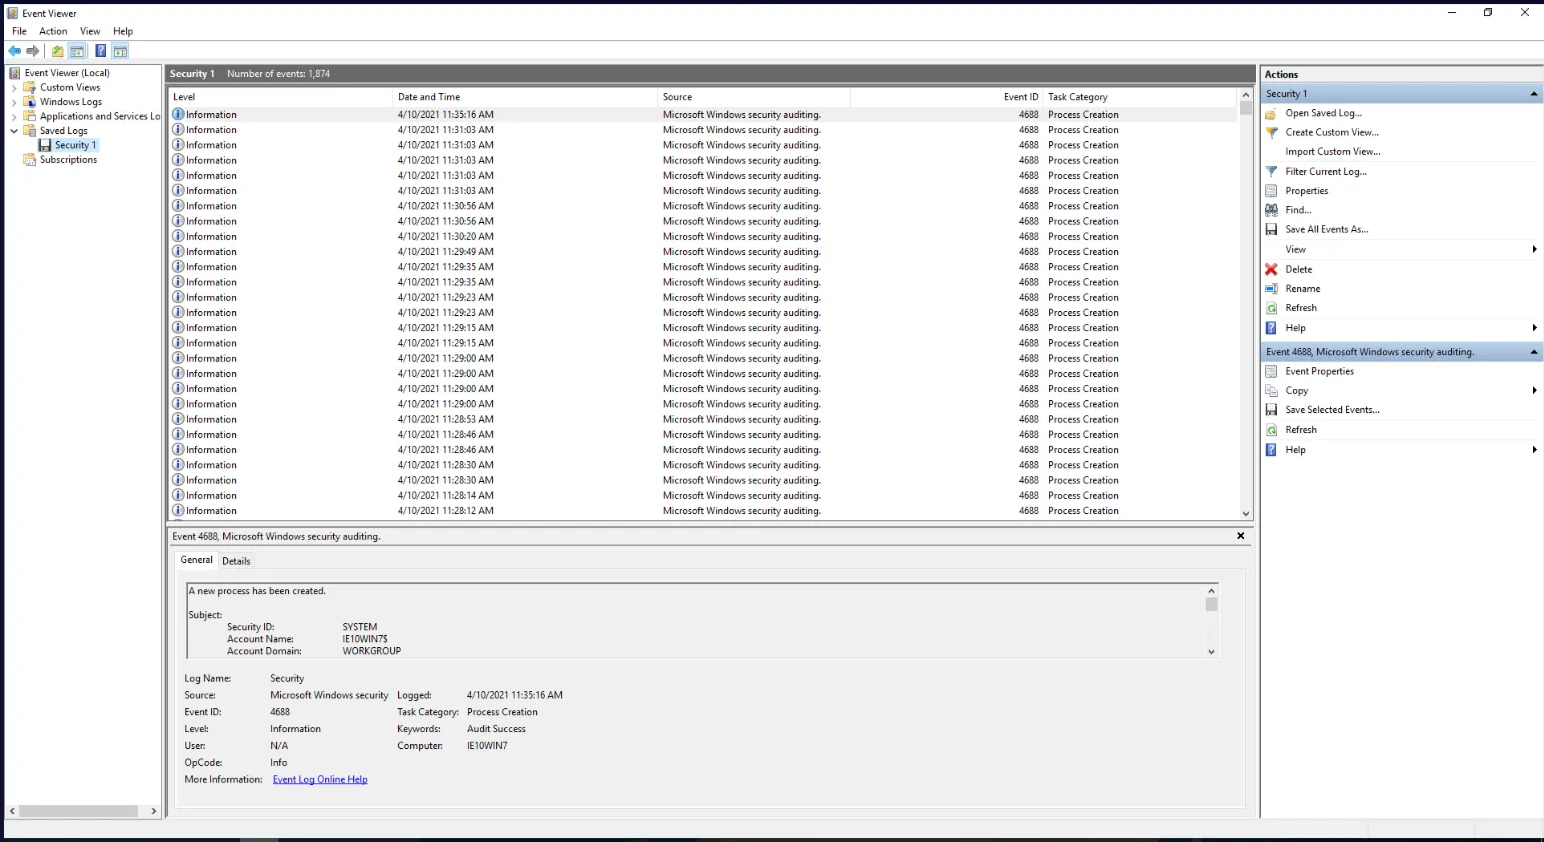 Event Viewer
File Action View Help
Event Viewer (Local)
Custom Views
Windows Logs
Applications and Services Lo
Saved Logs
Security 1
Subscriptions
Security 1 Number of events: 1,874
Level Date and Time Source Event ID Task Category
Information 4/10/2021 11:35:16 AM Microsoft Windows security auditing. 4688 Process Creation
Information 4/10/2021 11:31:03 AM Microsoft Windows security auditing. 4688 Process Creation
Information 4/10/2021 11:31:03 AM Microsoft Windows security auditing. 4688 Process Creation
Information 4/10/2021 11:31:03 AM Microsoft Windows security auditing. 4688 Process Creation
Information 4/10/2021 11:31:03 AM Microsoft Windows security auditing. 4688 Process Creation
Information 4/10/2021 11:31:03 AM Microsoft Windows security auditing. 4688 Process Creation
Information 4/10/2021 11:30:56 AM Microsoft Windows security auditing. 4688 Process Creation
Information 4/10/2021 11:30:56 AM Microsoft Windows security auditing. 4688 Process Creation
Information 4/10/2021 11:30:20 AM Microsoft Windows security auditing. 4688 Process Creation
Information 4/10/2021 11:29:49 AM Microsoft Windows security auditing. 4688 Process Creation
Information 4/10/2021 11:29:35 AM Microsoft Windows security auditing. 4688 Process Creation
Information 4/10/2021 11:29:35 AM Microsoft Windows security auditing. 4688 Process Creation
Information 4/10/2021 11:29:23 AM Microsoft Windows security auditing. 4688 Process Creation
Information 4/10/2021 11:29:23 AM Microsoft Windows security auditing. 4688 Process Creation
Information 4/10/2021 11:29:15 AM Microsoft Windows security auditing. 4688 Process Creation
Information 4/10/2021 11:29:15 AM Microsoft Windows security auditing. 4688 Process Creation
Information 4/10/2021 11:29:00 AM Microsoft Windows security auditing. 4688 Process Creation
Information 4/10/2021 11:29:00 AM Microsoft Windows security auditing. 4688 Process Creation
Information 4/10/2021 11:29:00 AM Microsoft Windows security auditing. 4688 Process Creation
Information 4/10/2021 11:29:00 AM Microsoft Windows security auditing. 4688 Process Creation
Information 4/10/2021 11:28:53 AM Microsoft Windows security auditing. 4688 Process Creation
Information 4/10/2021 11:28:46 AM Microsoft Windows security auditing. 4688 Process Creation
Information 4/10/2021 11:28:46 AM Microsoft Windows security auditing. 4688 Process Creation
Information 4/10/2021 11:28:30 AM Microsoft Windows security auditing. 4688 Process Creation
Information 4/10/2021 11:28:30 AM Microsoft Windows security auditing. 4688 Process Creation
Information 4/10/2021 11:28:14 AM Microsoft Windows security auditing. 4688 Process Creation
Information 4/10/2021 11:28:12 AM Microsoft Windows security auditing. 4688 Process Creation
Event 4688, Microsoft Windows security auditing.
General Details
A new process has been created.
Subject:
Security ID: SYSTEM
Account Name: IE10WIN7$
Account Domain: WORKGROUP
Log Name: Security
Source: Microsoft Windows security Logged: 4/10/2021 11:35:16 AM
Event ID: 4688 Task Category: Process Creation
Level: Information Keywords: Audit Success
User: N/A Computer: IE10WIN7
OpCode: Info
More Information: Event Log Online Help
Actions
Security 1
Open Saved Log...
Create Custom View...
Import Custom View...
Filter Current Log...
Properties
Find...
Save All Events As...
View
Delete
Rename
Refresh
Help
Event 4688, Microsoft Windows security auditing.
Event Properties
Copy
Save Selected Events...
Refresh
Help